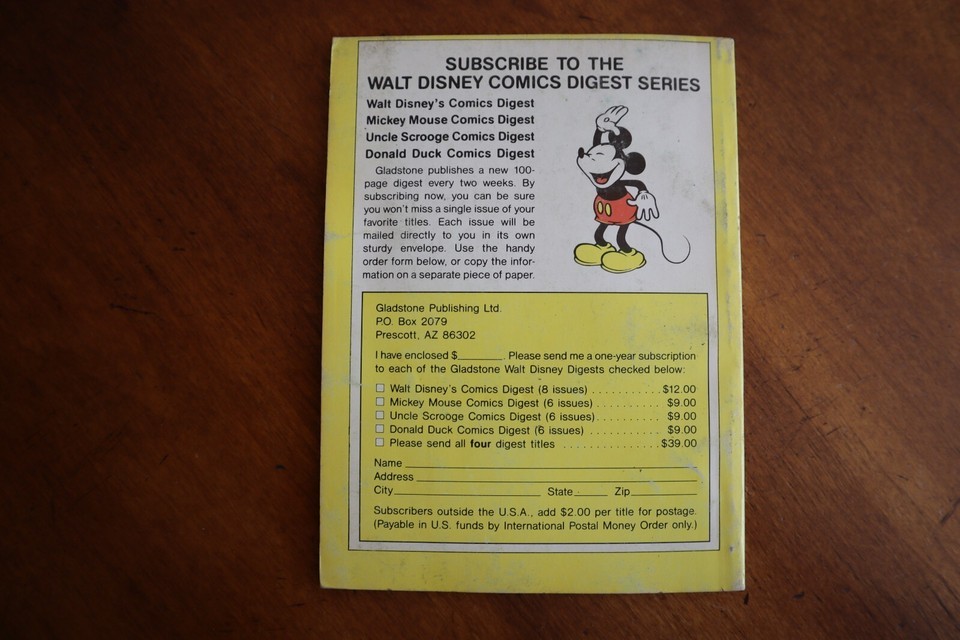 SUBSCRIBE TO THE
WALT DISNEY COMICS DIGEST SERIES
Walt Disney's Comics Digest
Mickey Mouse Comics Digest
Uncle Scrooge Comics Digest
Donald Duck Comics Digest
Gladstone publishes a new 100-
page digest every two weeks. By
subscribing now, you can be sure
you won't miss a single issue of your
favorite titles. Each issue will be
mailed directly to you in its own
sturdy envelope. Use the handy
order form below, or copy the infor-
mation on a separate piece of paper.
Gladstone Publishing Ltd.
P.O. Box 2079
Prescott, AZ 86302
I have enclosed $________. Please send me a one-year subscription
to each of the Gladstone Walt Disney Digests checked below:
☐ Walt Disney's Comics Digest (8 issues) . . . . . . . . . . $12.00
☐ Mickey Mouse Comics Digest (6 issues) . . . . . . . . . . $9.00
☐ Uncle Scrooge Comics Digest (6 issues) . . . . . . . . . . $9.00
☐ Donald Duck Comics Digest (6 issues) . . . . . . . . . . . $9.00
☐ Please send all four digest titles . . . . . . . . . . . . . . $39.00
Name ________________
Address ________________
City ________________ State _____ Zip ________
Subscribers outside the U.S.A., add $2.00 per title for postage.
(Payable in U.S. funds by International Postal Money Order only.)